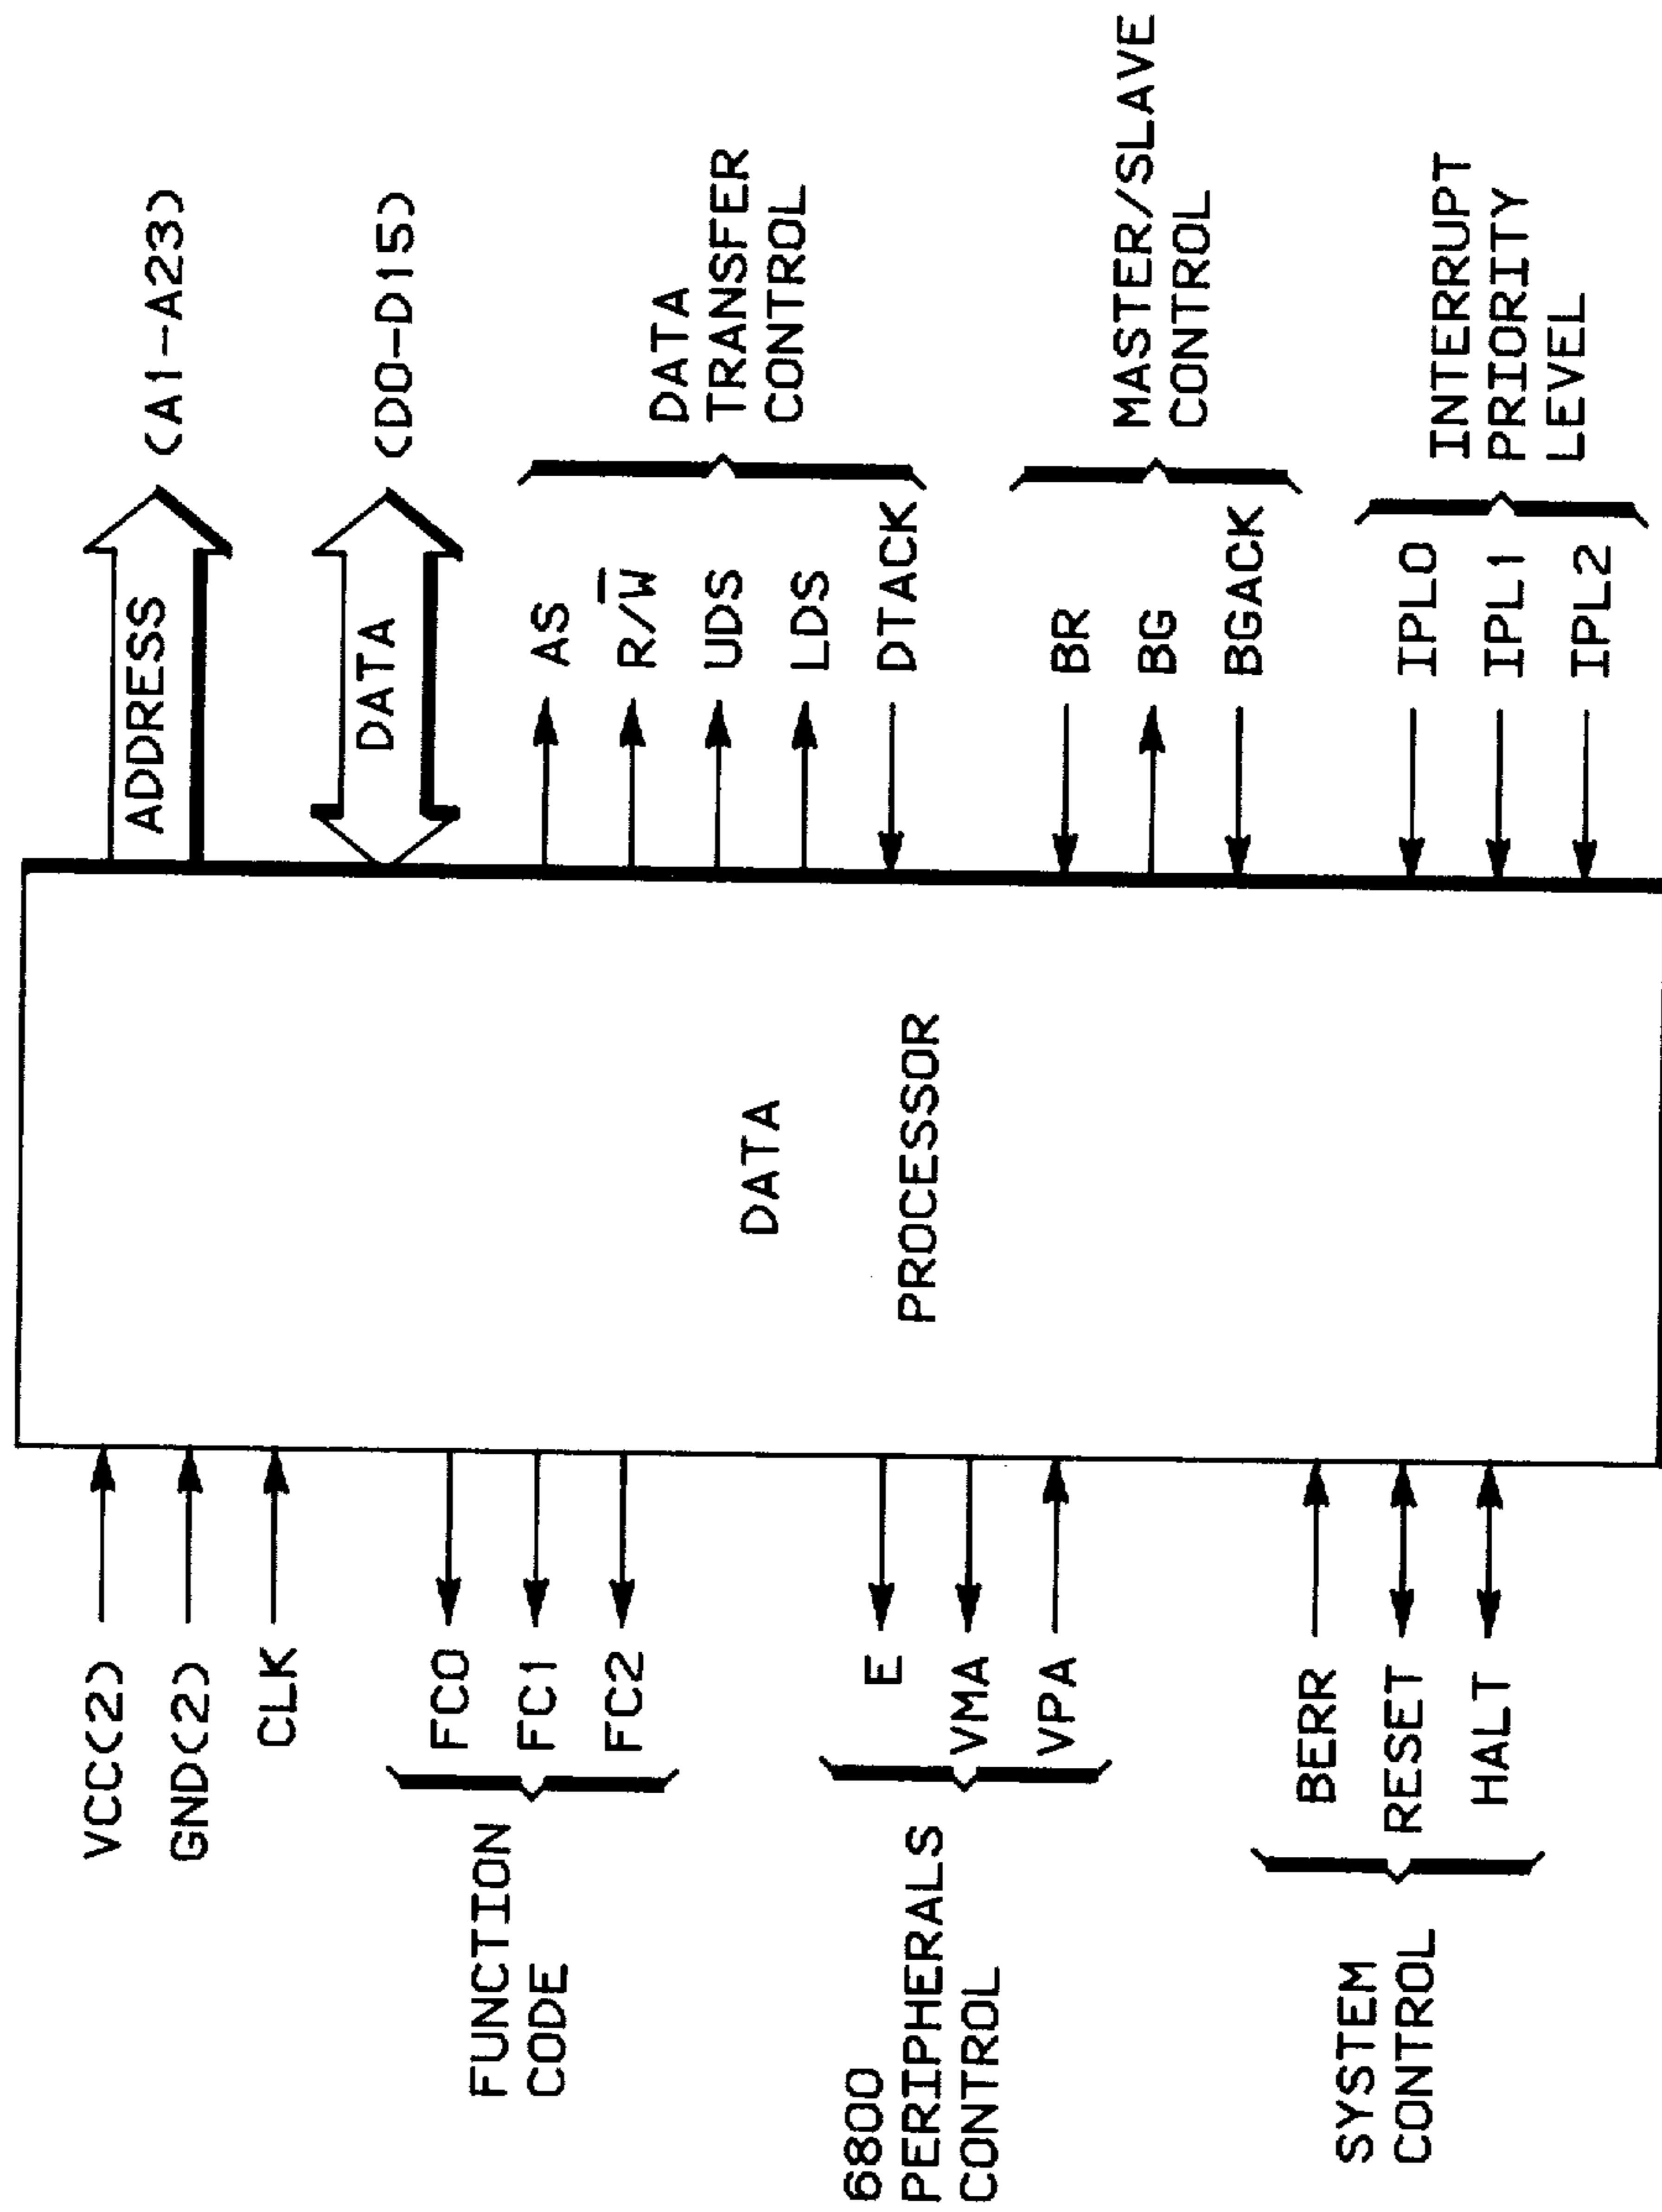 VCC(2)
GND(2)
CLK
FUNCTION
CODE
FC0
FC1
FC2
6800
PERIPHERALS
CONTROL
E
VMA
VPA
SYSTEM
CONTROL
BERR
RESET
HALT
DATA
PROCESSOR
ADDRESS
(A1-A23)
DATA
(D0-D15)
AS
R/W̅
UDS
LDS
DTACK
DATA
TRANSFER
CONTROL
BR
BG
BGACK
MASTER/SLAVE
CONTROL
IPL0
IPL1
IPL2
INTERRUPT
PRIORITY
LEVEL